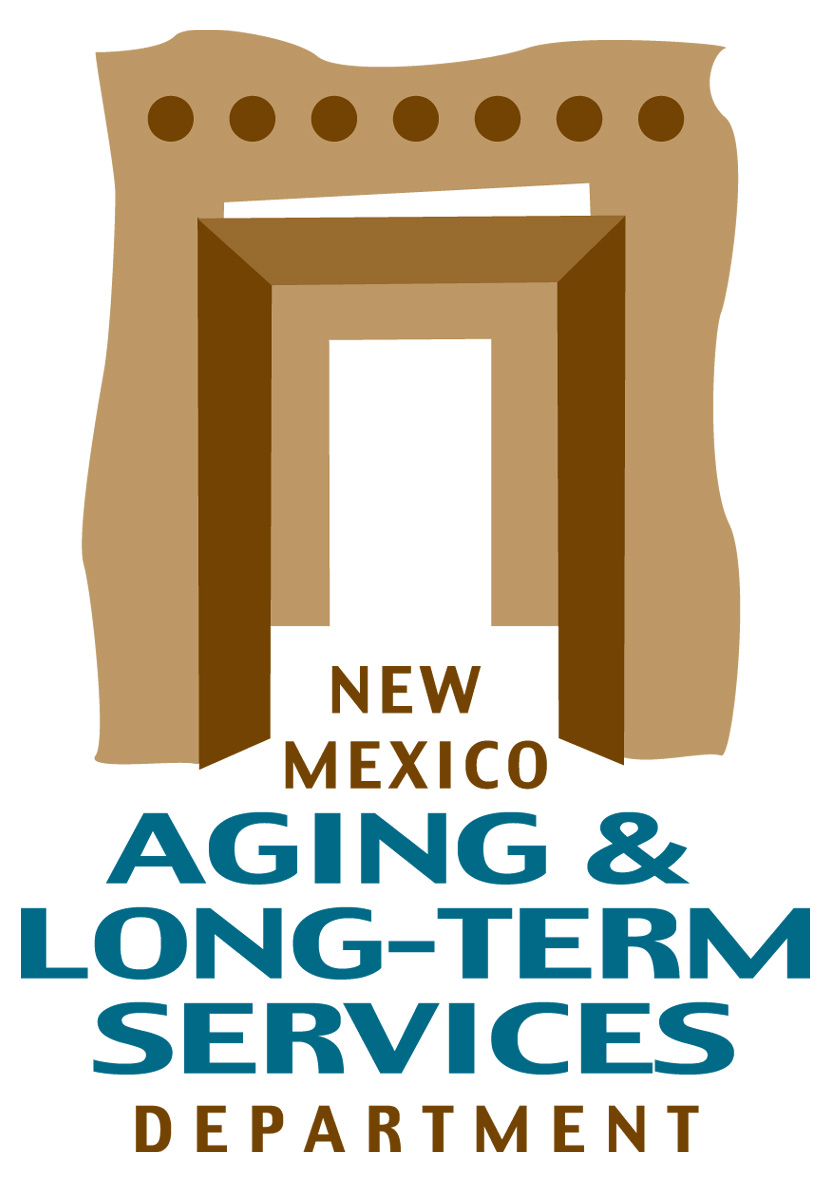 NEW
MEXICO
AGING &
LONG-TERM
SERVICES
DEPARTMENT